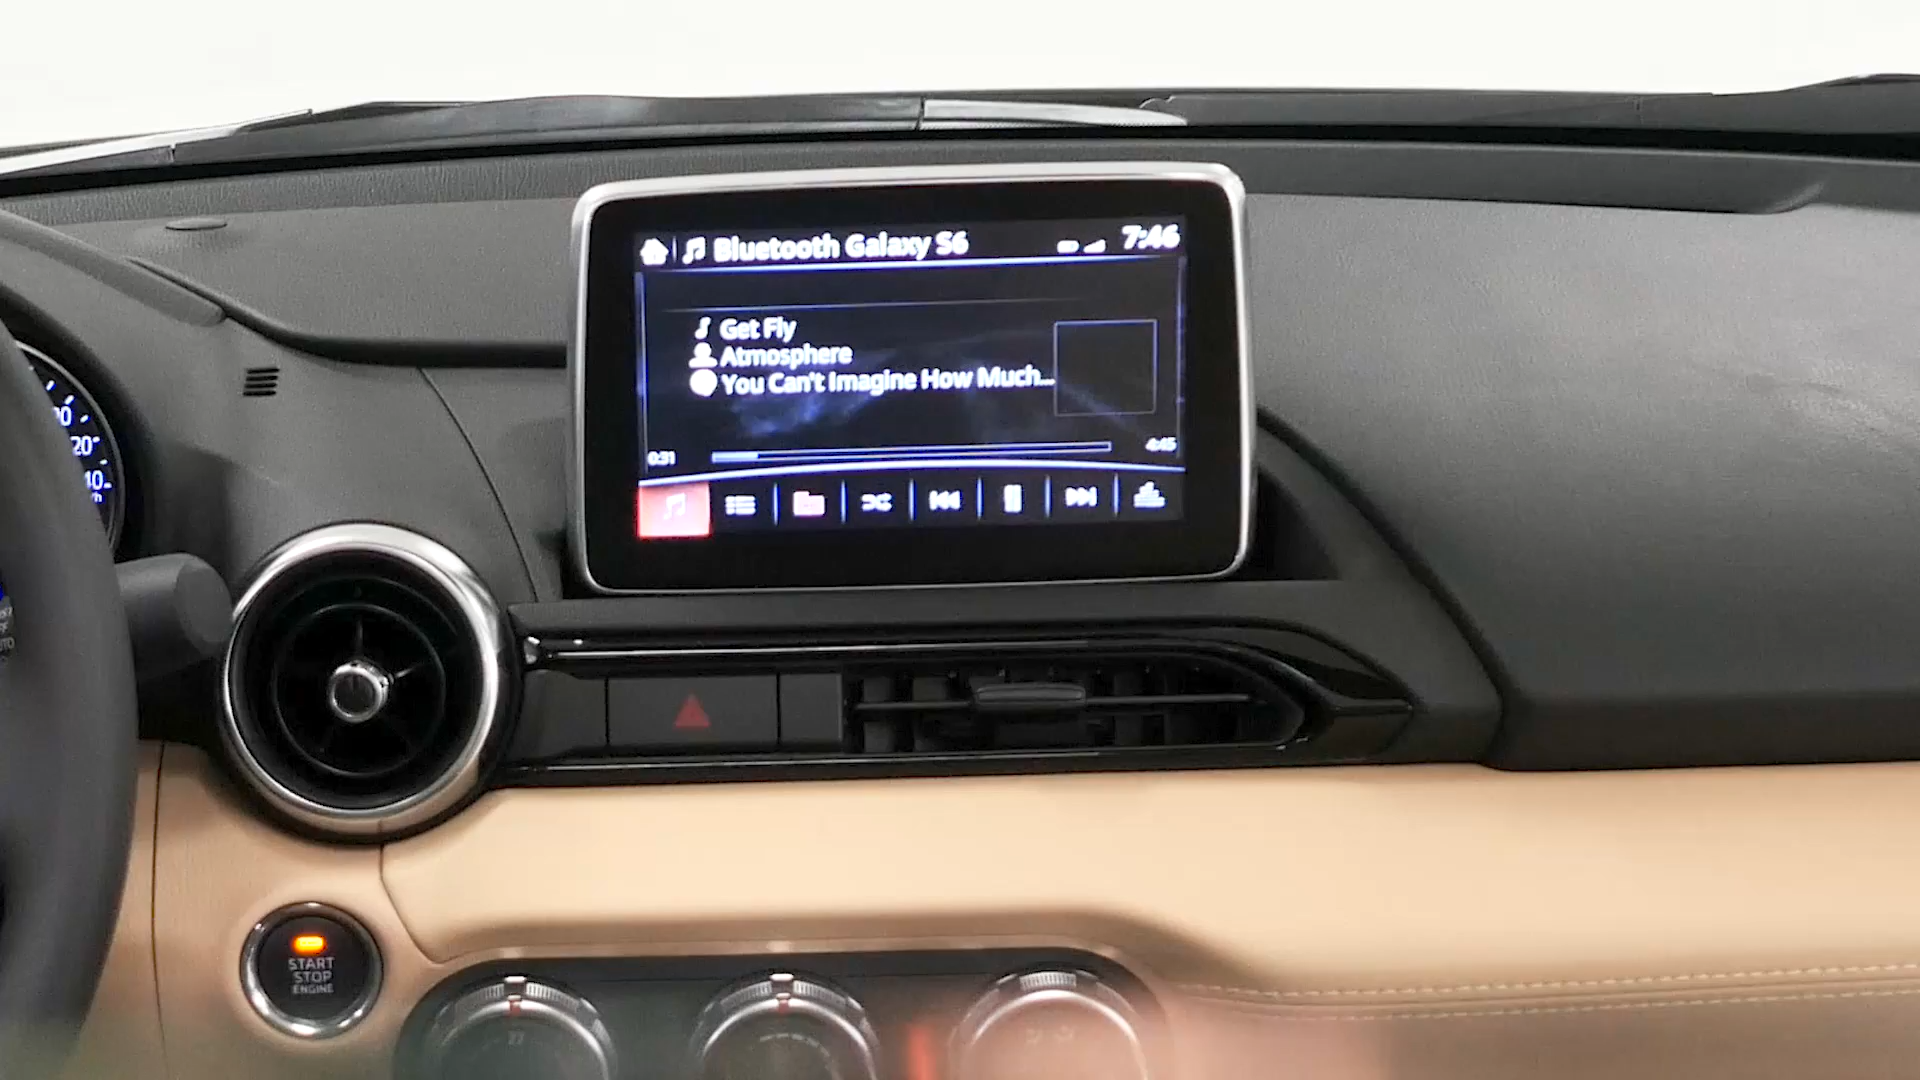 Bluetooth Galaxy S6
7:46
Get Fly
Atmosphere
You Can't Imagine How Much...
0:31
4:45
20
START
STOP
ENGINE